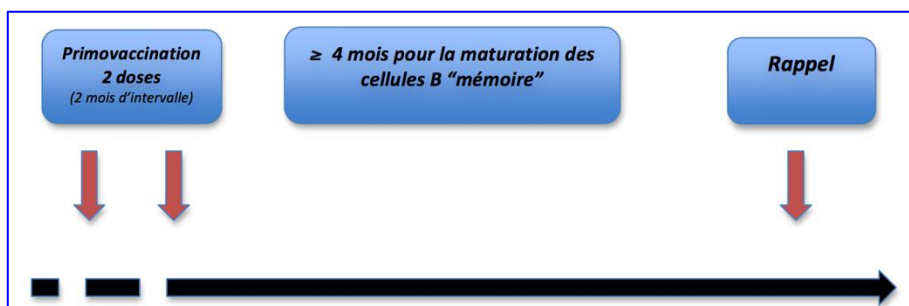 Primovaccination
2 doses
(2 mois d'intervalle)
≥ 4 mois pour la maturation des
cellules B “mémoire”
Rappel